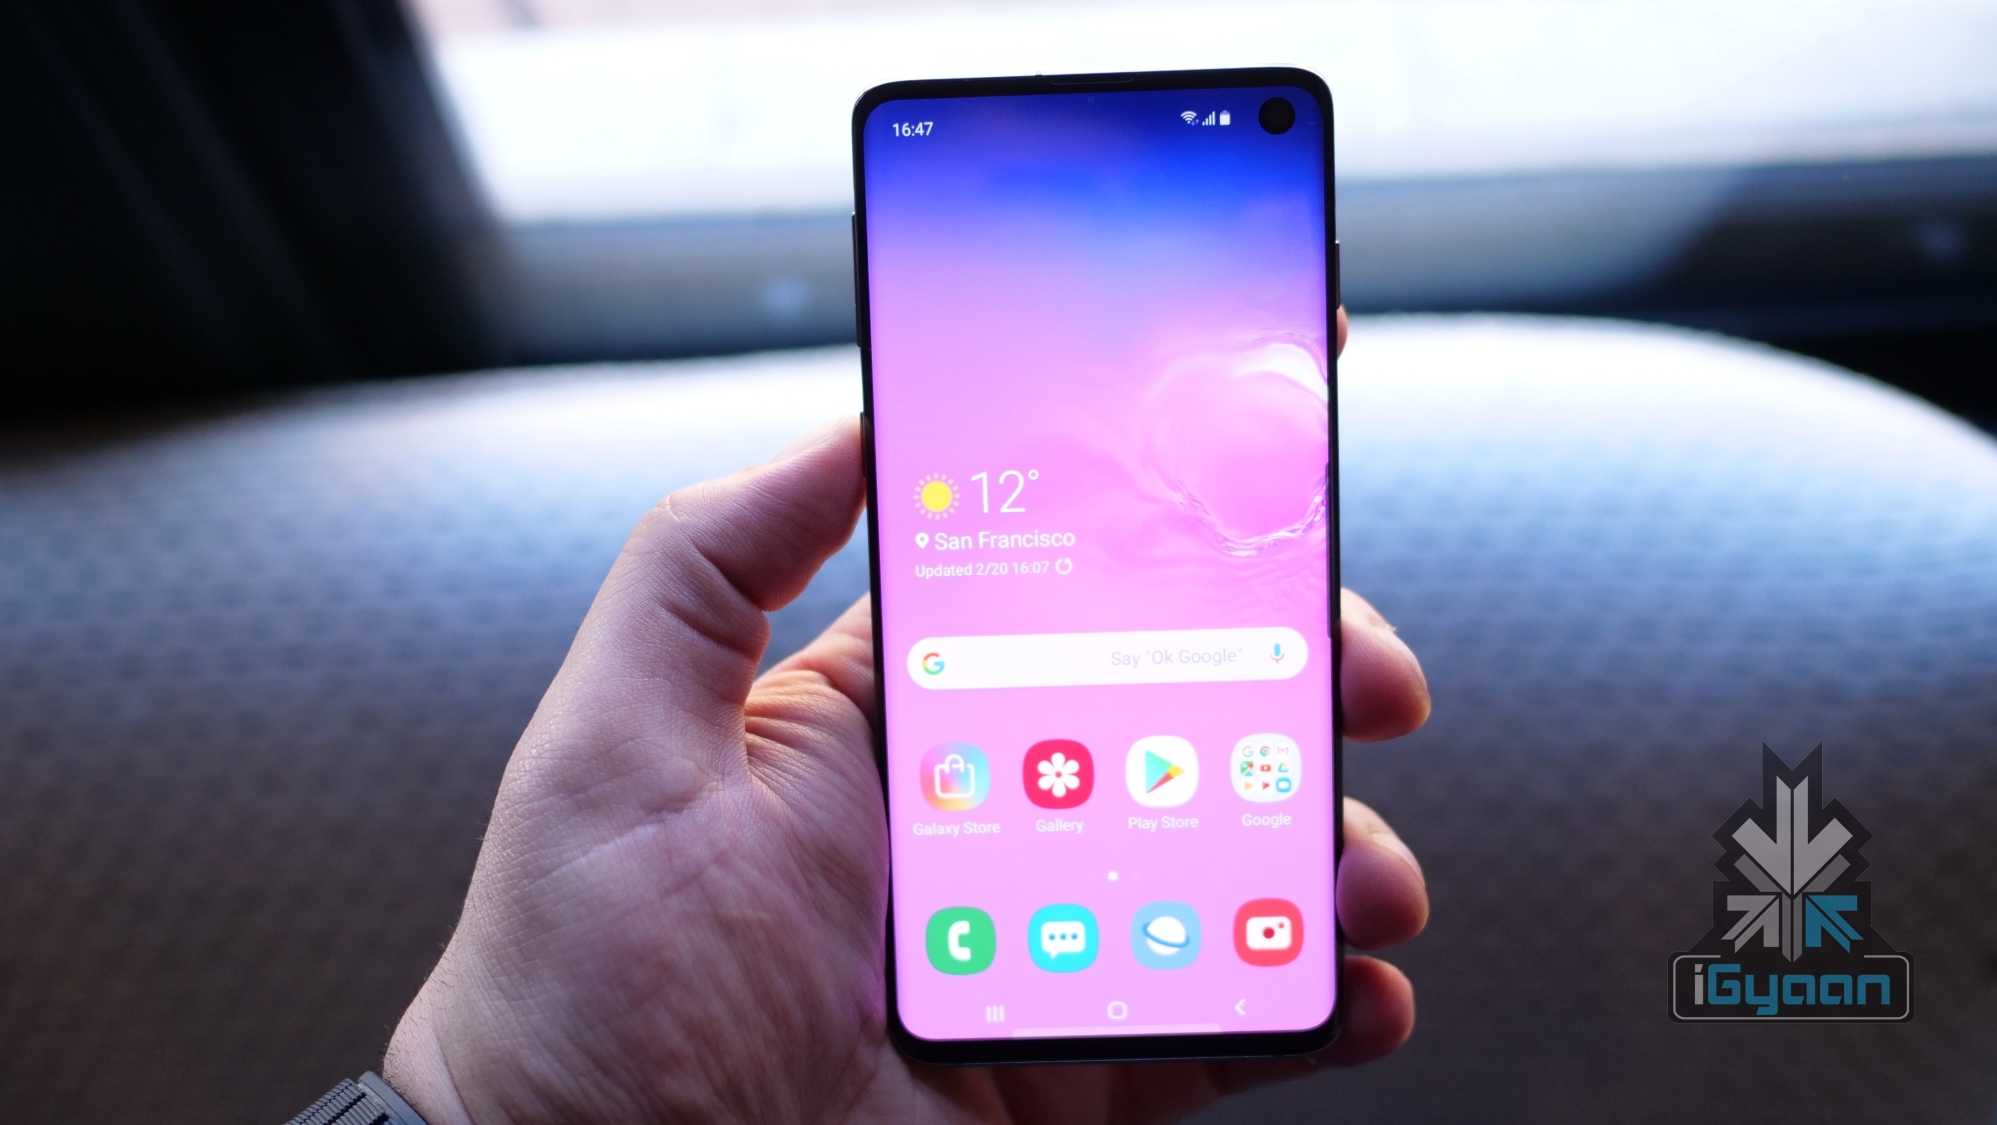 16:47
12°
San Francisco
Updated 2/20 16:07
Say "Ok Google"
Galaxy Store
Gallery
Play Store
Google
iGyaan